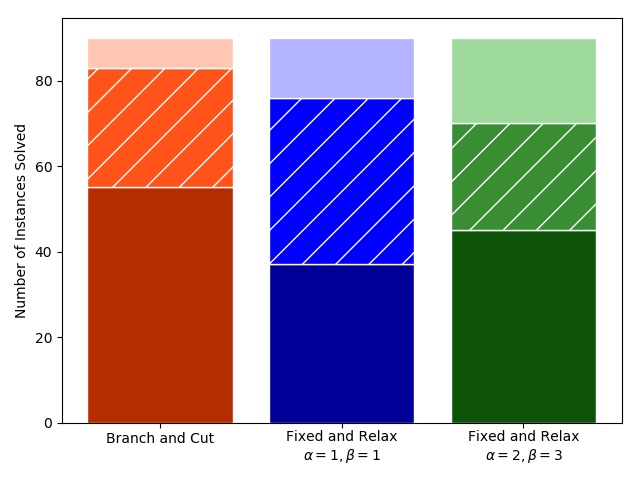 Number of Instances Solved
80
60
40
20
0
Branch and Cut
Fixed and Relax
α = 1, β = 1
Fixed and Relax
α = 2, β = 3